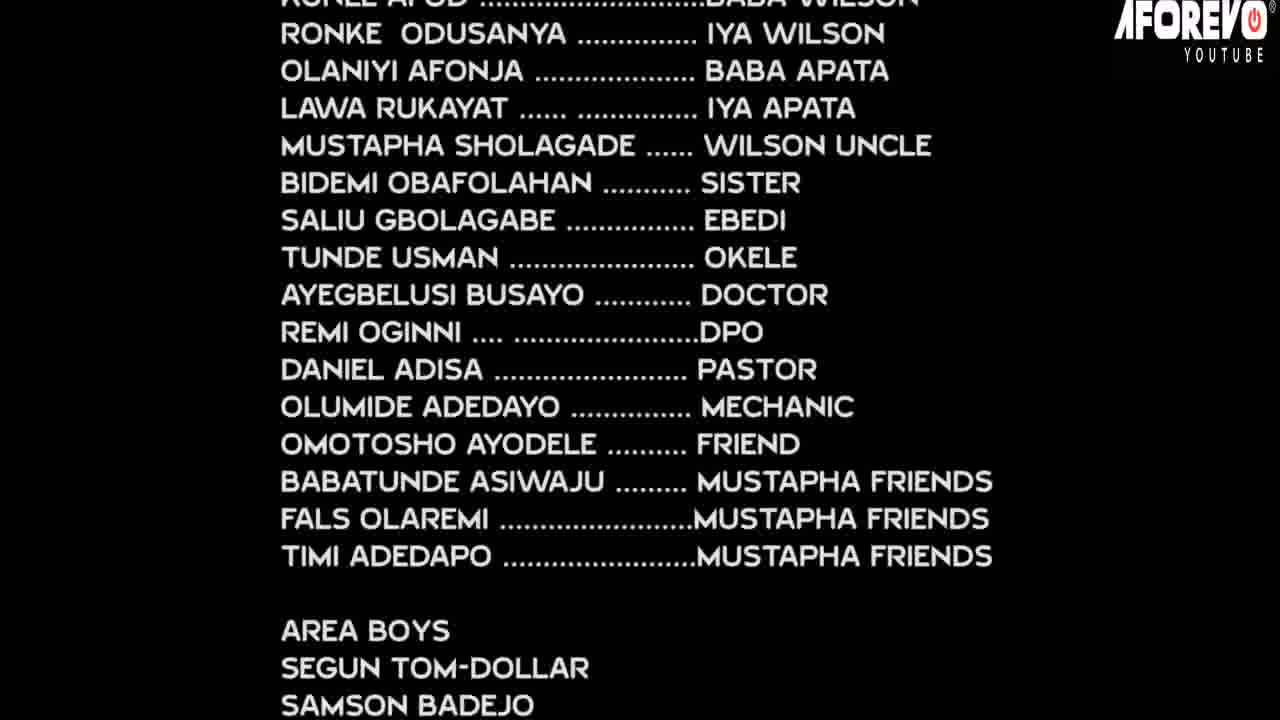 BABA WILSON
RONKE ODUSANYA ............... IYA WILSON
OLANIYI AFONJA .................... BABA APATA
LAWA RUKAYAT ...... ............... IYA APATA
MUSTAPHA SHOLAGADE ...... WILSON UNCLE
BIDEMI OBAFOLAHAN ........... SISTER
SALIU GBOLAGABE ................ EBEDI
TUNDE USMAN ....................... OKELE
AYEGBELUSI BUSAYO ............ DOCTOR
REMI OGINNI .... .......................DPO
DANIEL ADISA ........................ PASTOR
OLUMIDE ADEDAYO ............... MECHANIC
OMOTOSHO AYODELE .......... FRIEND
BABATUNDE ASIWAJU ......... MUSTAPHA FRIENDS
FALS OLAREMI ........................MUSTAPHA FRIENDS
TIMI ADEDAPO ........................MUSTAPHA FRIENDS
AREA BOYS
SEGUN TOM-DOLLAR
SAMSON BADEJO
AFOREVO®
YOUTUBE